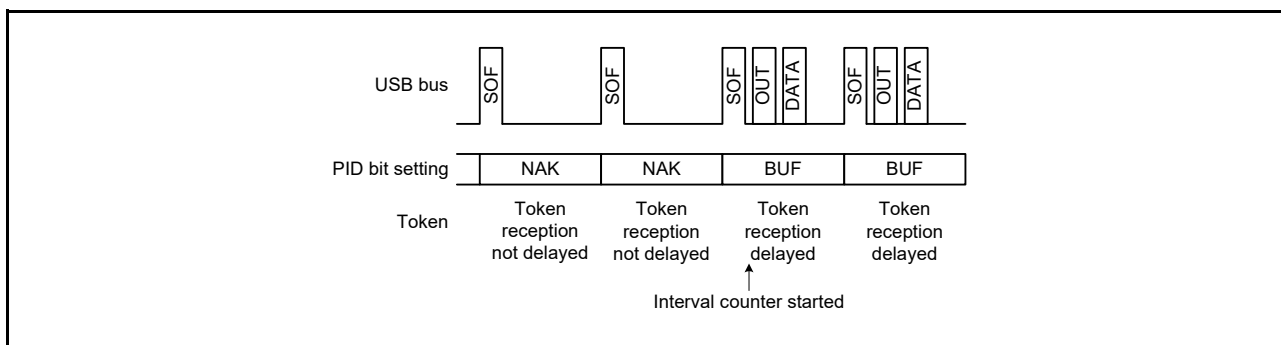 USB bus
SOF
SOF
SOF
OUT
DATA
SOF
OUT
DATA
PID bit setting
NAK
NAK
BUF
BUF
Token
Token
reception
not delayed
Token
reception
not delayed
Token
reception
delayed
Token
reception
delayed
Interval counter started